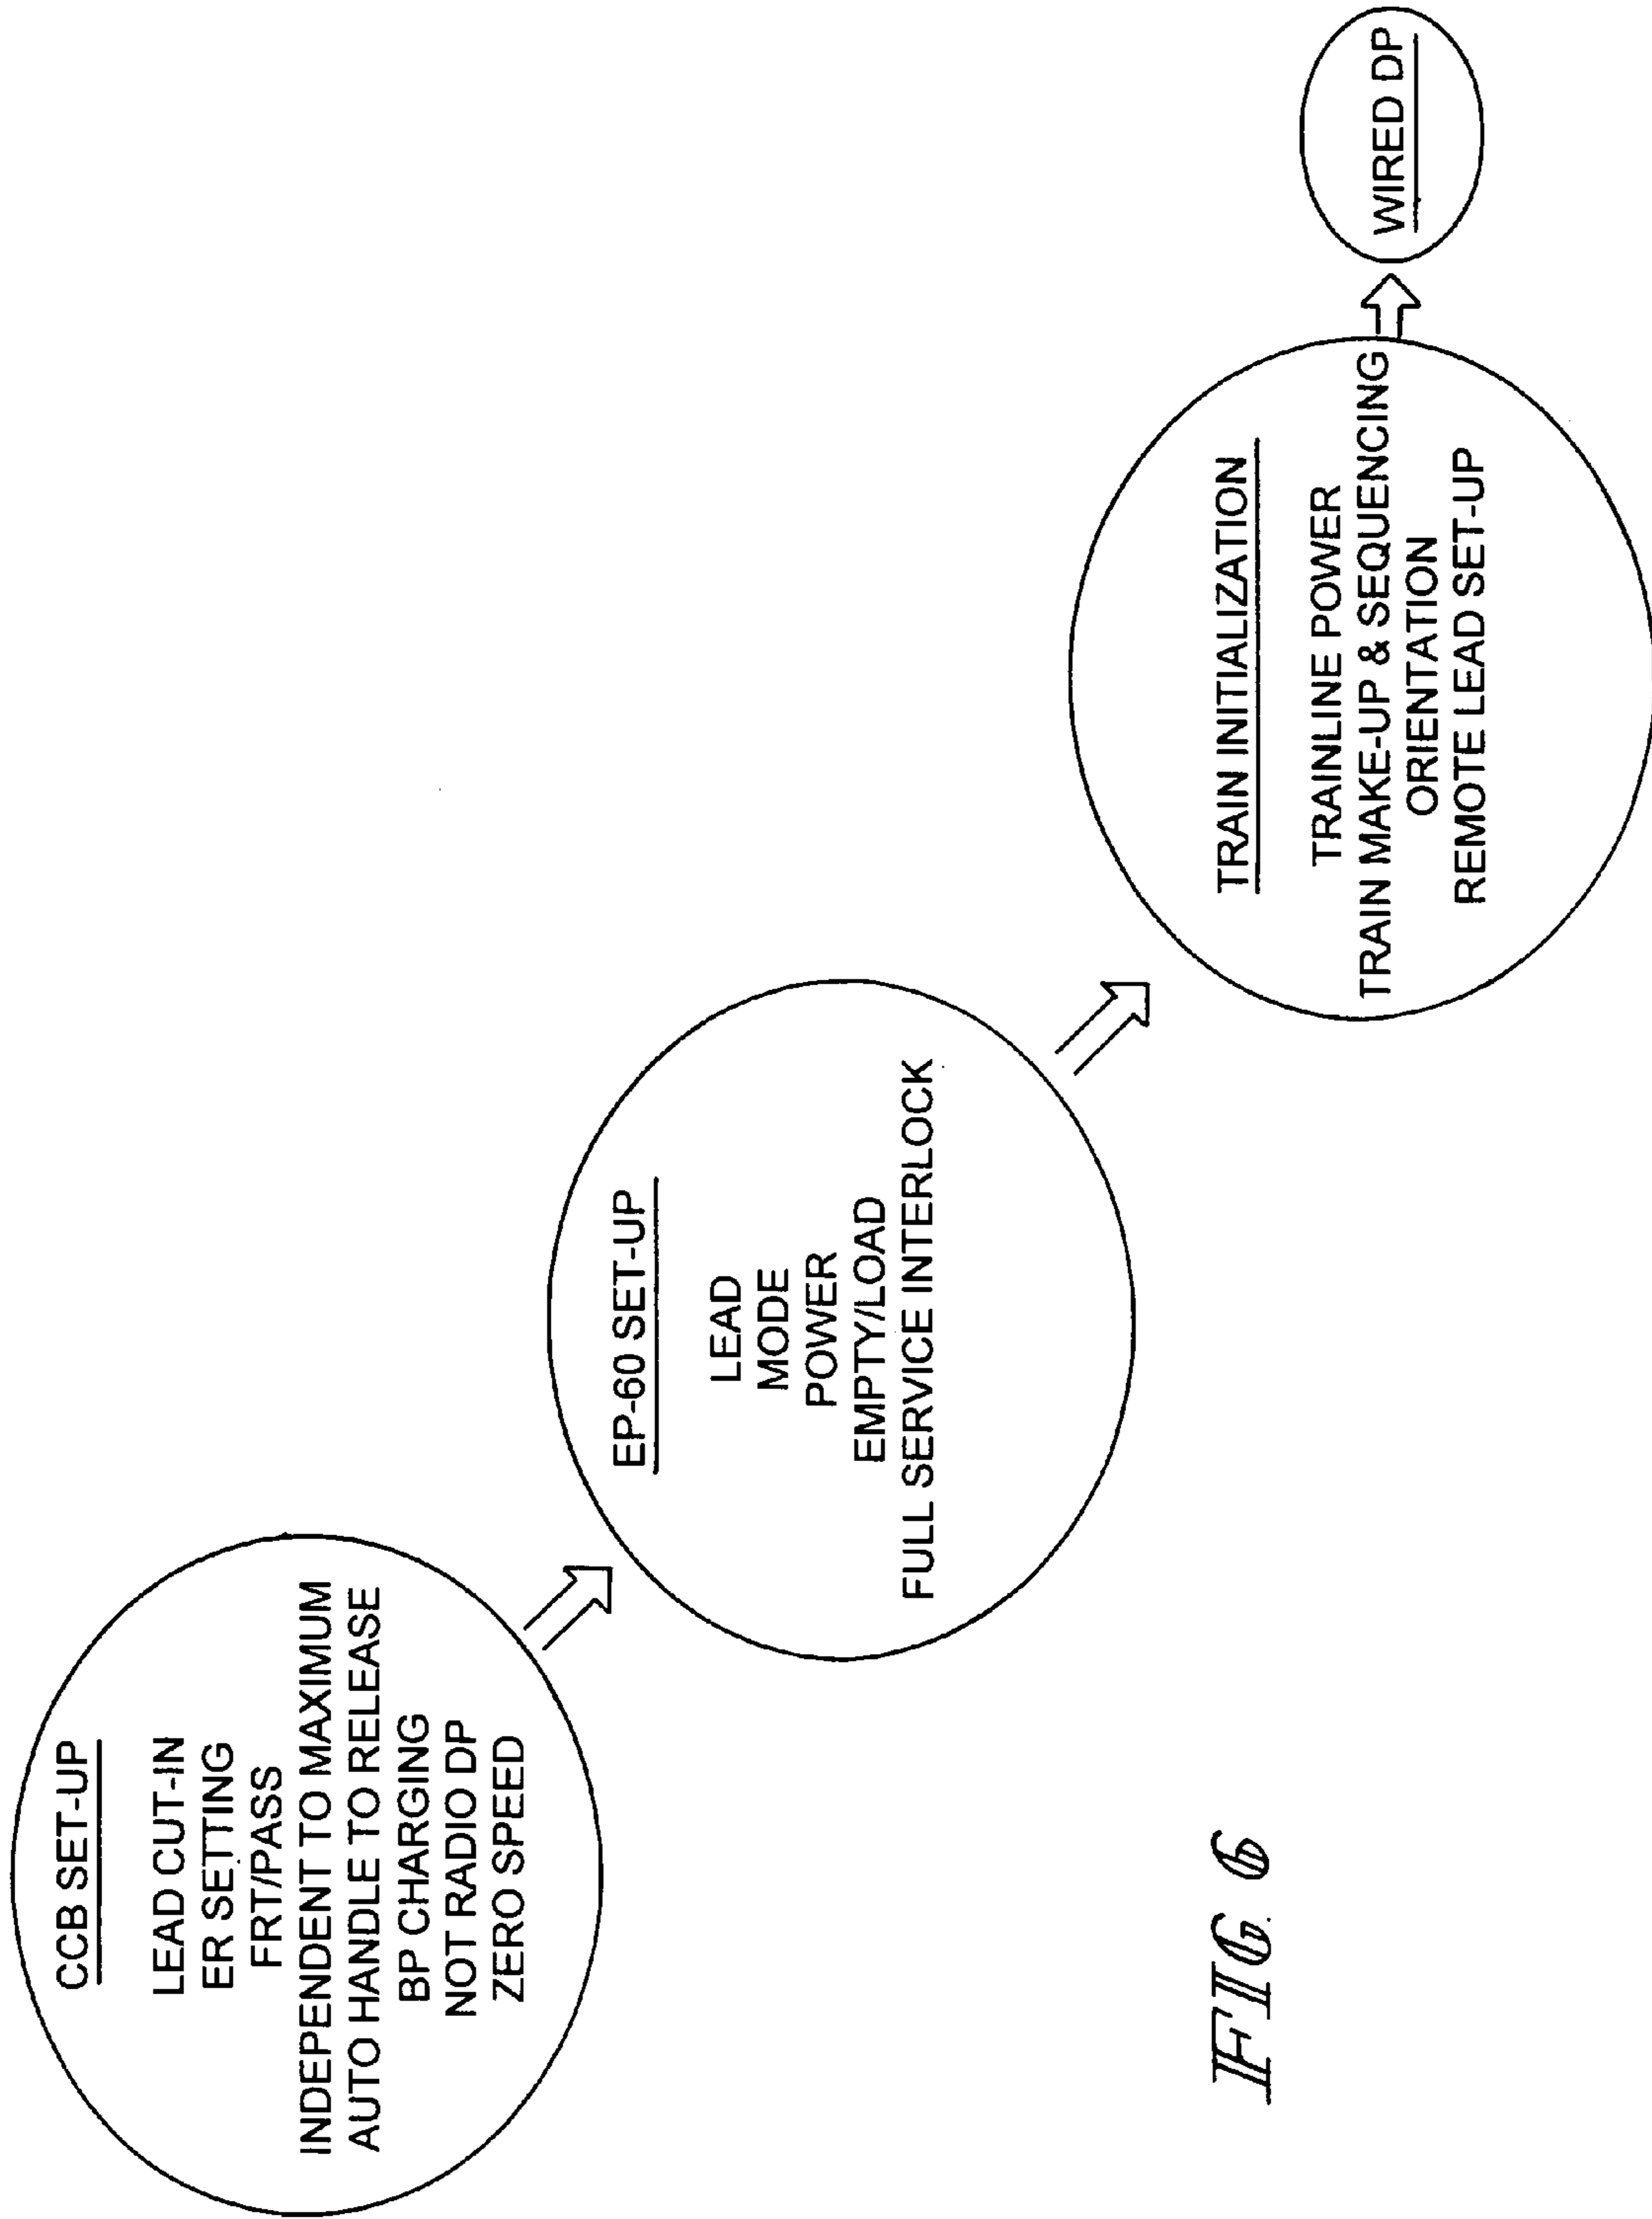 CCB SET-UP
LEAD CUT-IN
ER SETTING
FRT/PASS
INDEPENDENT TO MAXIMUM
AUTO HANDLE TO RELEASE
BP CHARGING
NOT RADIO DP
ZERO SPEED
EP-60 SET-UP
LEAD
MODE
POWER
EMPTY/LOAD
FULL SERVICE INTERLOCK
TRAIN INITIALIZATION
TRAINLINE POWER
TRAIN MAKE-UP & SEQUENCING
ORIENTATION
REMOTE LEAD SET-UP
WIRED DP
FIG. 6